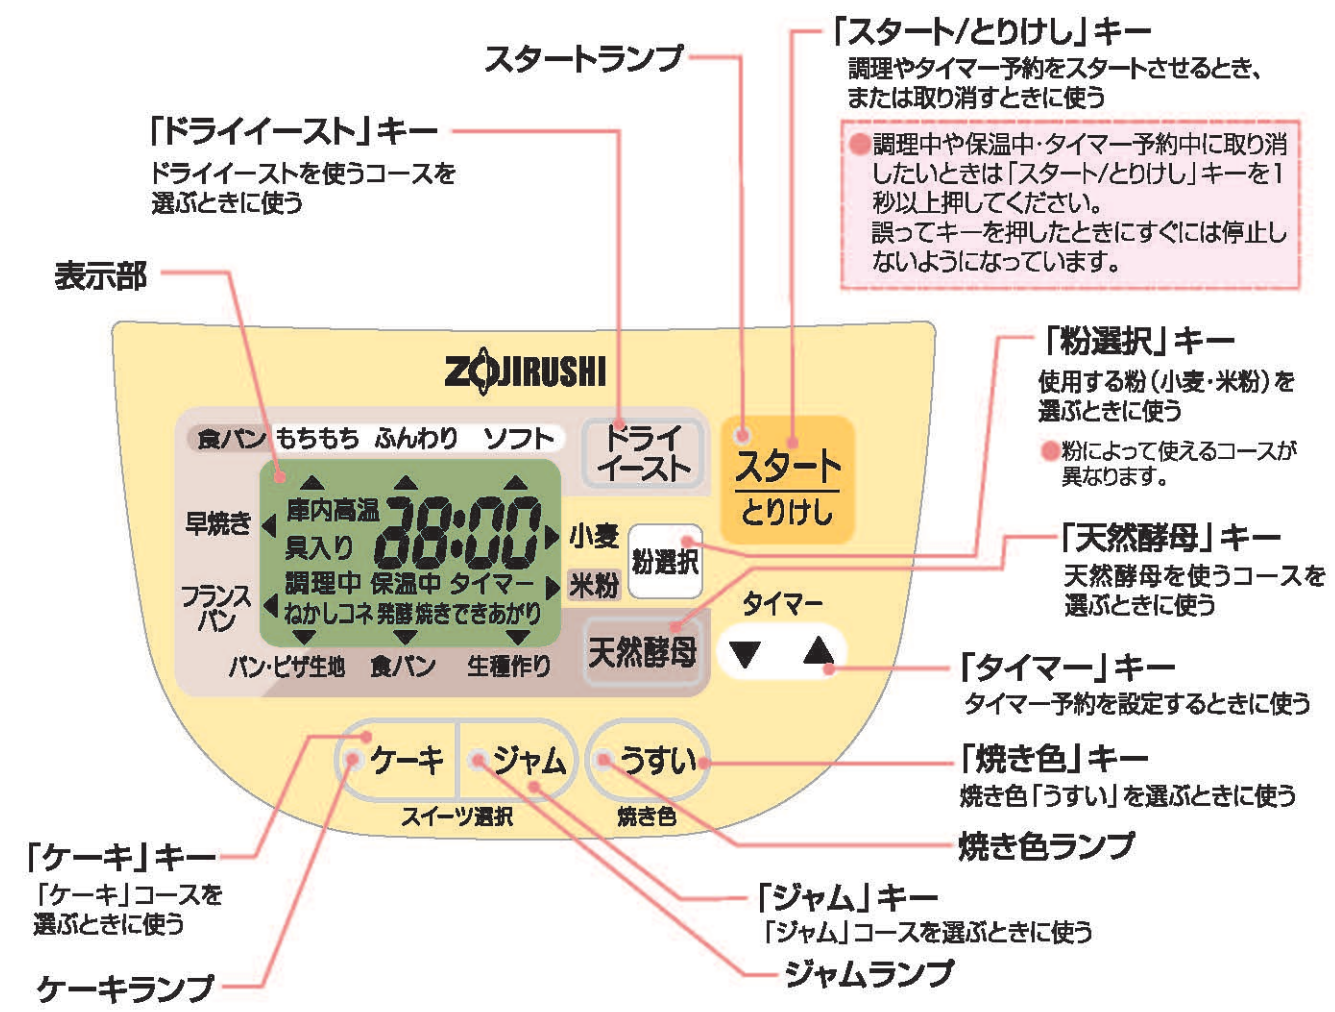 「スタート/とりけし」キー
調理やタイマー予約をスタートさせるとき、
または取り消すときに使う
●調理中や保温中・タイマー予約中に取り消
したいときは「スタート/とりけし」キーを1
秒以上押してください。
誤ってキーを押したときにすぐには停止し
ないようになっています。
スタートランプ
「ドライイースト」キー
ドライイーストを使うコースを
選ぶときに使う
表示部
「粉選択」キー
使用する粉(小麦・米粉)を
選ぶときに使う
●粉によって使えるコースが
異なります。
「天然酵母」キー
天然酵母を使うコースを
選ぶときに使う
「タイマー」キー
タイマー予約を設定するときに使う
「焼き色」キー
焼き色「うすい」を選ぶときに使う
焼き色ランプ
「ジャム」キー
「ジャム」コースを選ぶときに使う
ジャムランプ
「ケーキ」キー
「ケーキ」コースを
選ぶときに使う
ケーキランプ
ZOJIRUSHI
食パン もちもち ふんわり ソフト
ドライ
イースト
スタート
とりけし
早焼き
庫内高温
38:00
具入り
小麦
粉選択
調理中 保温中 タイマー
米粉
フランス
パン
ねかし コネ 発酵 焼き できあがり
パン・ピザ生地 食パン 生種作り
天然酵母
タイマー
▼ ▲
ケーキ
ジャム
うすい
スイーツ選択
焼き色